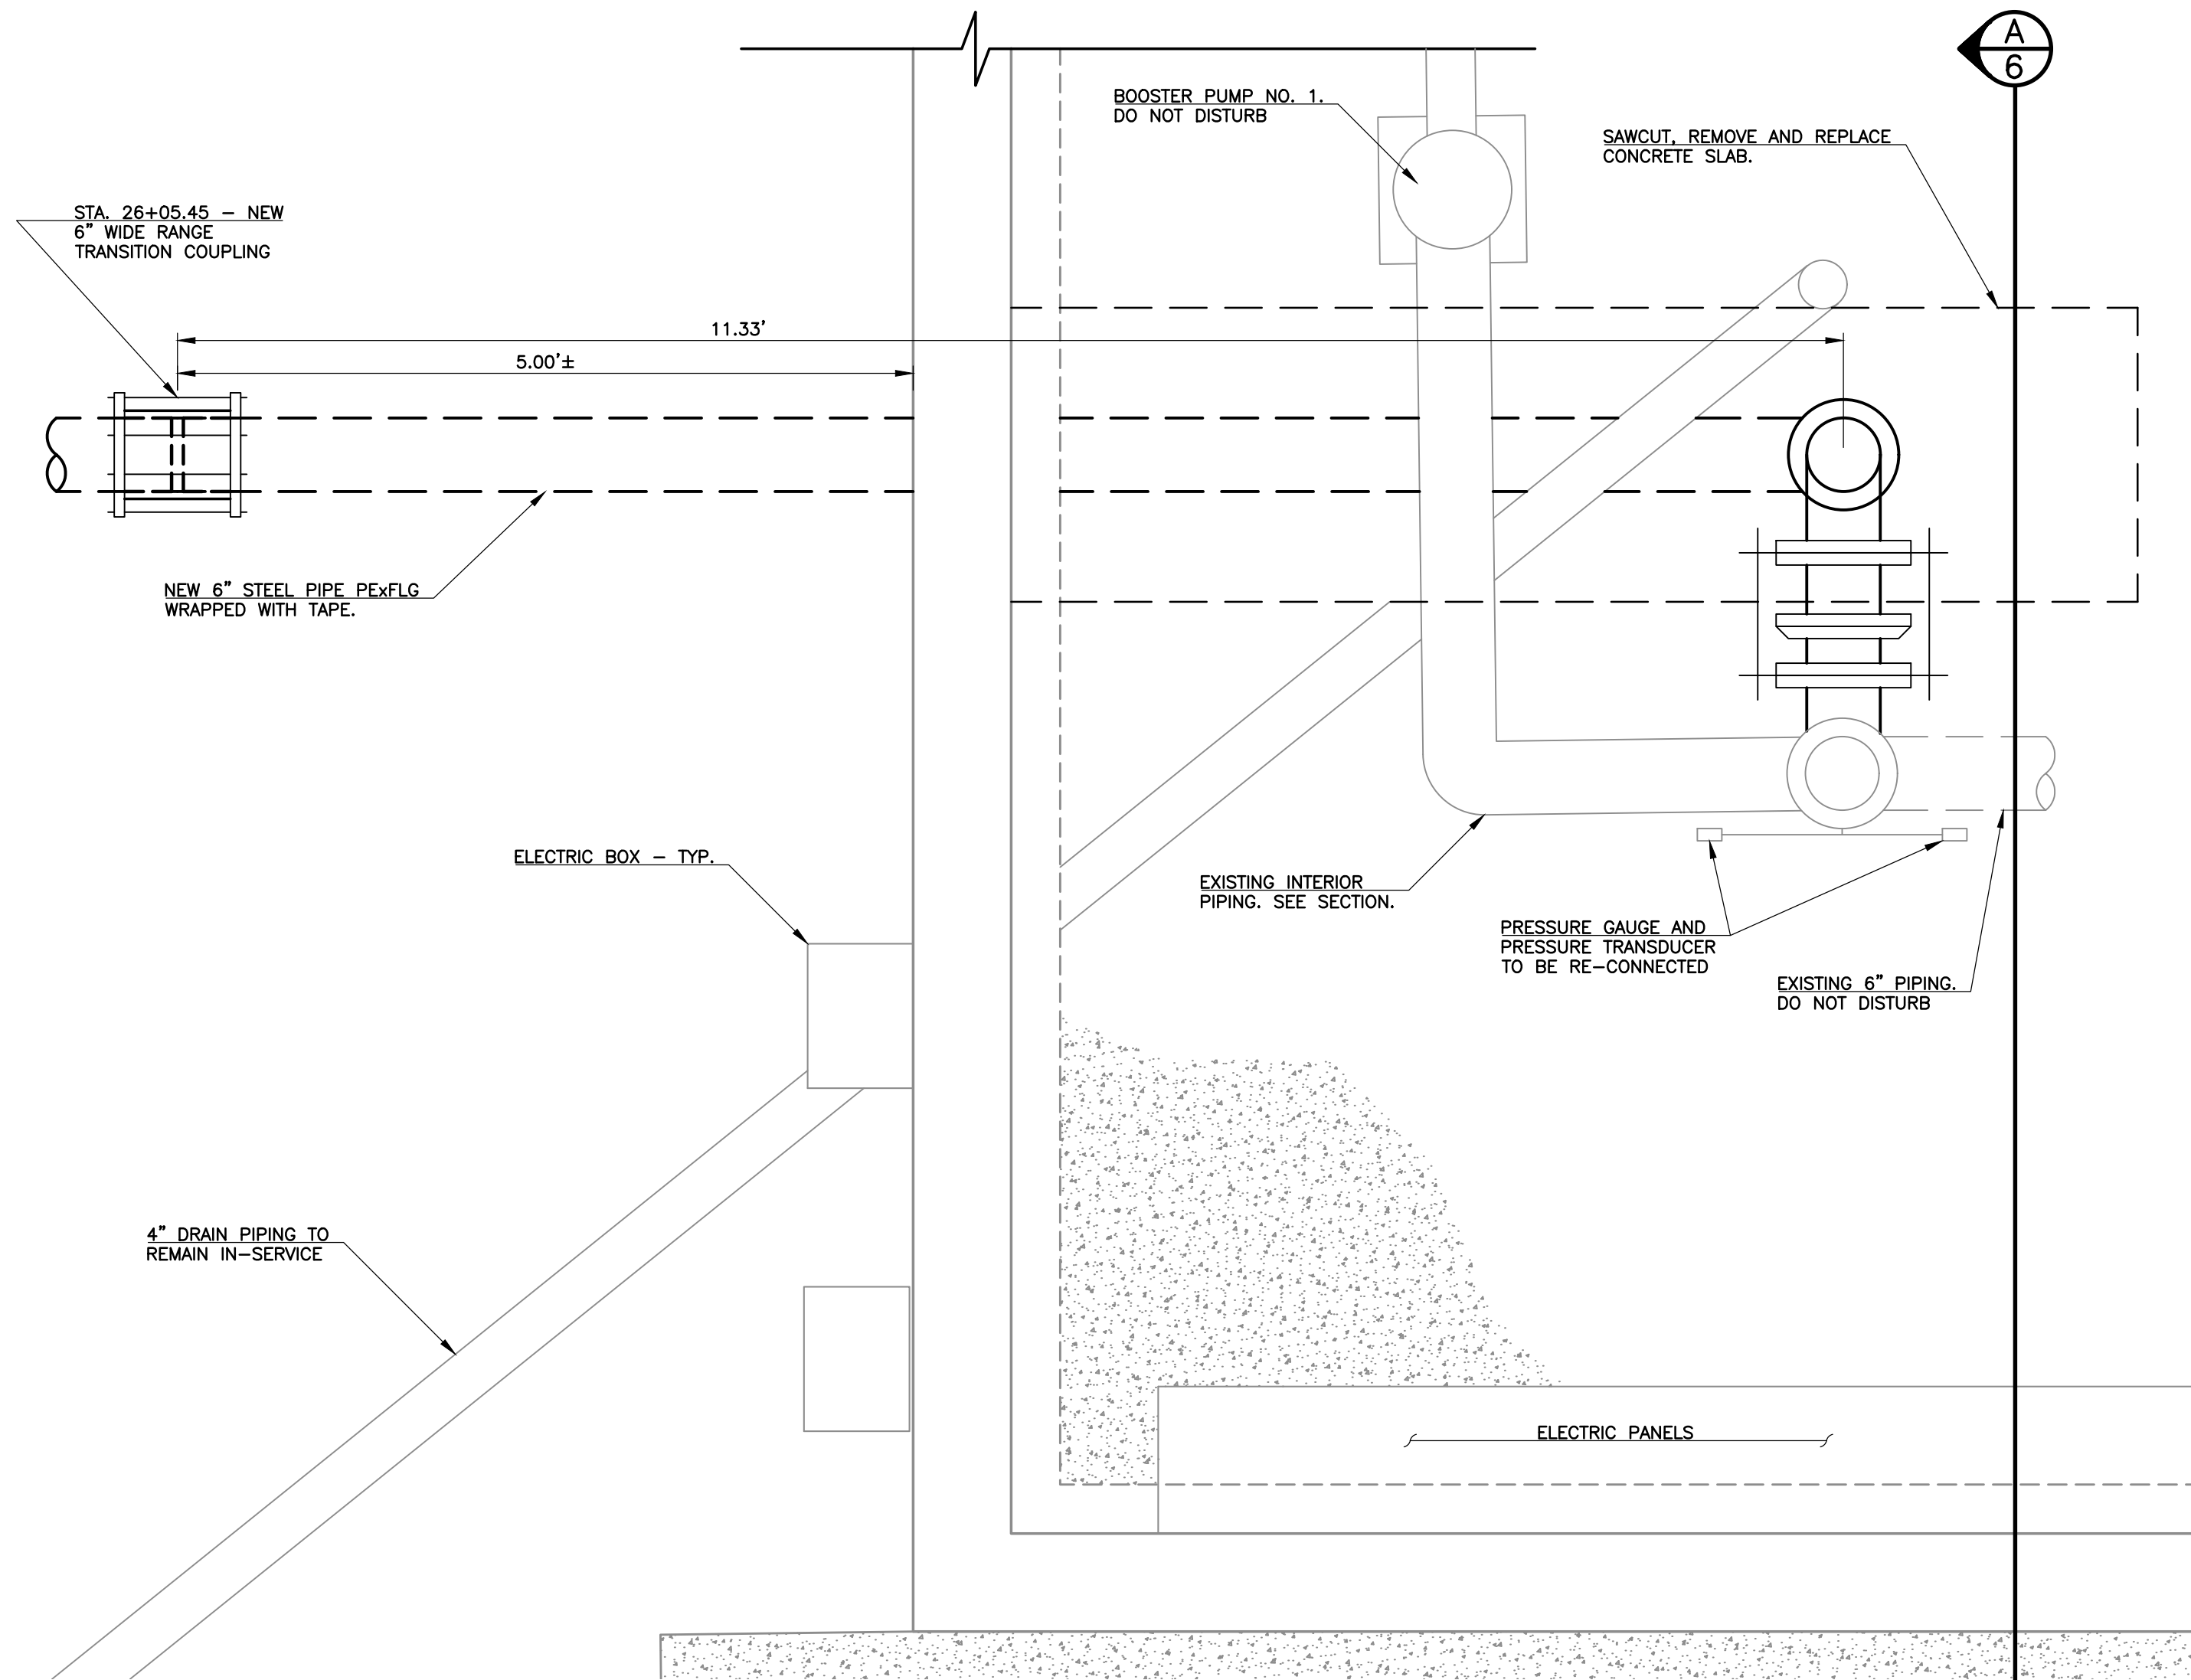 A
6
BOOSTER PUMP NO. 1.
DO NOT DISTURB
SAWCUT, REMOVE AND REPLACE
CONCRETE SLAB.
STA. 26+05.45 – NEW
6” WIDE RANGE
TRANSITION COUPLING
11.33’
5.00’±
NEW 6” STEEL PIPE PExFLG
WRAPPED WITH TAPE.
ELECTRIC BOX – TYP.
EXISTING INTERIOR
PIPING. SEE SECTION.
PRESSURE GAUGE AND
PRESSURE TRANSDUCER
TO BE RE–CONNECTED
EXISTING 6” PIPING.
DO NOT DISTURB
4” DRAIN PIPING TO
REMAIN IN–SERVICE
ELECTRIC PANELS